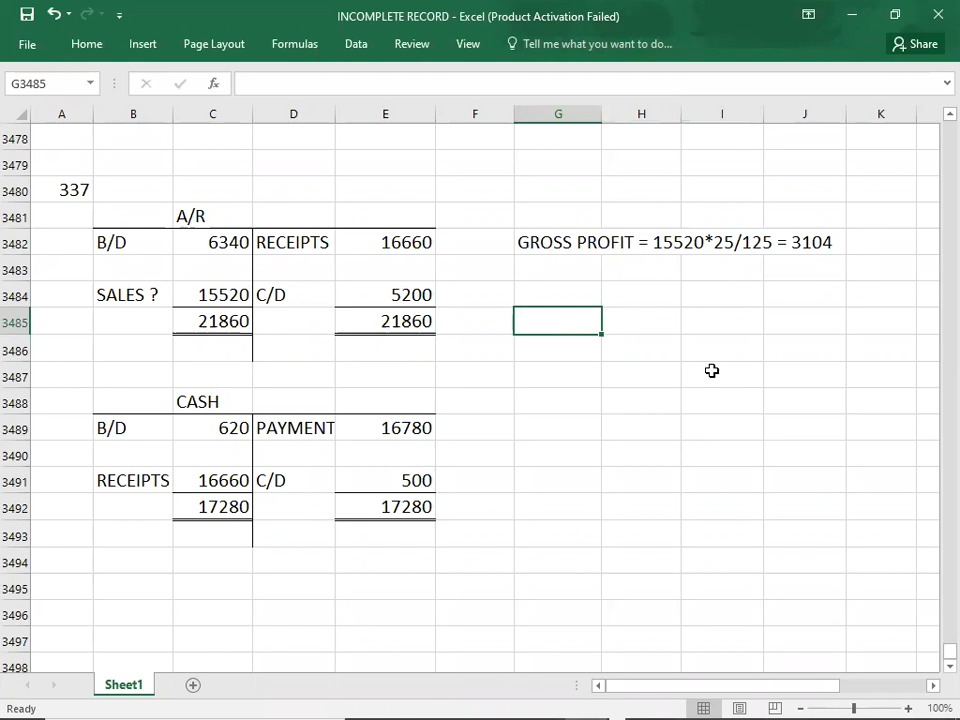 INCOMPLETE RECORD - Excel (Product Activation Failed)
File Home Insert Page Layout Formulas Data Review View Tell me what you want to do... Share
G3485 fx
A B C D E F G H I J K
3478
3479
3480 337
3481 A/R
3482 B/D 6340 RECEIPTS 16660 GROSS PROFIT = 15520*25/125 = 3104
3483
3484 SALES ? 15520 C/D 5200
3485 21860 21860
3486
3487
3488 CASH
3489 B/D 620 PAYMENT 16780
3490
3491 RECEIPTS 16660 C/D 500
3492 17280 17280
3493
3494
3495
3496
3497
3498
Sheet1
Ready 100%